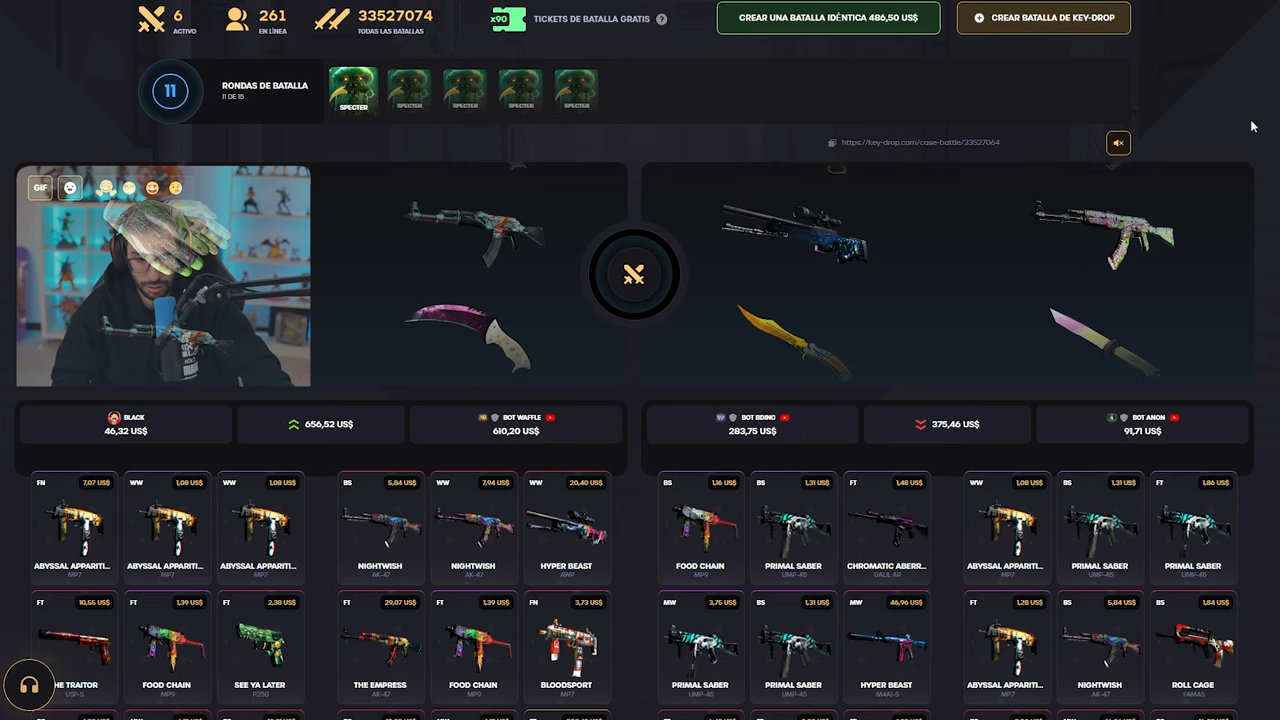 6
ACTIVO
261
EN LÍNEA
33527074
TODAS LAS BATALLAS
x90
TICKETS DE BATALLA GRATIS ?
CREAR UNA BATALLA IDÉNTICA 486,50 US$
CREAR BATALLA DE KEY-DROP
11
RONDAS DE BATALLA
11 DE 15
SPECTER
SPECTER
SPECTER
SPECTER
SPECTER
https://key-drop.com/case-battle/33527064
GIF
BLACK
46,32 US$
656,52 US$
BOT WAFFLE
610,20 US$
BOT BDINO
283,75 US$
375,46 US$
BOT ANON
91,71 US$
FN 7,07 US$
WW 1,08 US$
WW 1,08 US$
BS 5,84 US$
WW 7,94 US$
WW 20,40 US$
BS 1,16 US$
BS 1,31 US$
FT 1,48 US$
WW 1,08 US$
BS 1,31 US$
FT 1,86 US$
ABYSSAL APPARITI...
ABYSSAL APPARITI...
ABYSSAL APPARITI...
NIGHTWISH
NIGHTWISH
HYPER BEAST
FOOD CHAIN
PRIMAL SABER
CHROMATIC ABERR...
ABYSSAL APPARITI...
PRIMAL SABER
PRIMAL SABER
MP7
MP7
MP7
AK-47
AK-47
AWP
MP9
UMP-45
GALIL AR
MP7
UMP-45
UMP-45
FT 10,55 US$
FT 1,39 US$
FT 2,38 US$
FT 29,07 US$
FT 1,39 US$
FN 3,73 US$
MW 3,75 US$
BS 1,31 US$
MW 46,96 US$
FT 1,28 US$
BS 5,84 US$
BS 1,84 US$
HE TRAITOR
FOOD CHAIN
SEE YA LATER
THE EMPRESS
FOOD CHAIN
BLOODSPORT
PRIMAL SABER
PRIMAL SABER
HYPER BEAST
ABYSSAL APPARITI...
NIGHTWISH
ROLL CAGE
USP-S
MP9
P250
AK-47
MP9
MP7
UMP-45
UMP-45
M4A1-S
MP7
AK-47
FAMAS